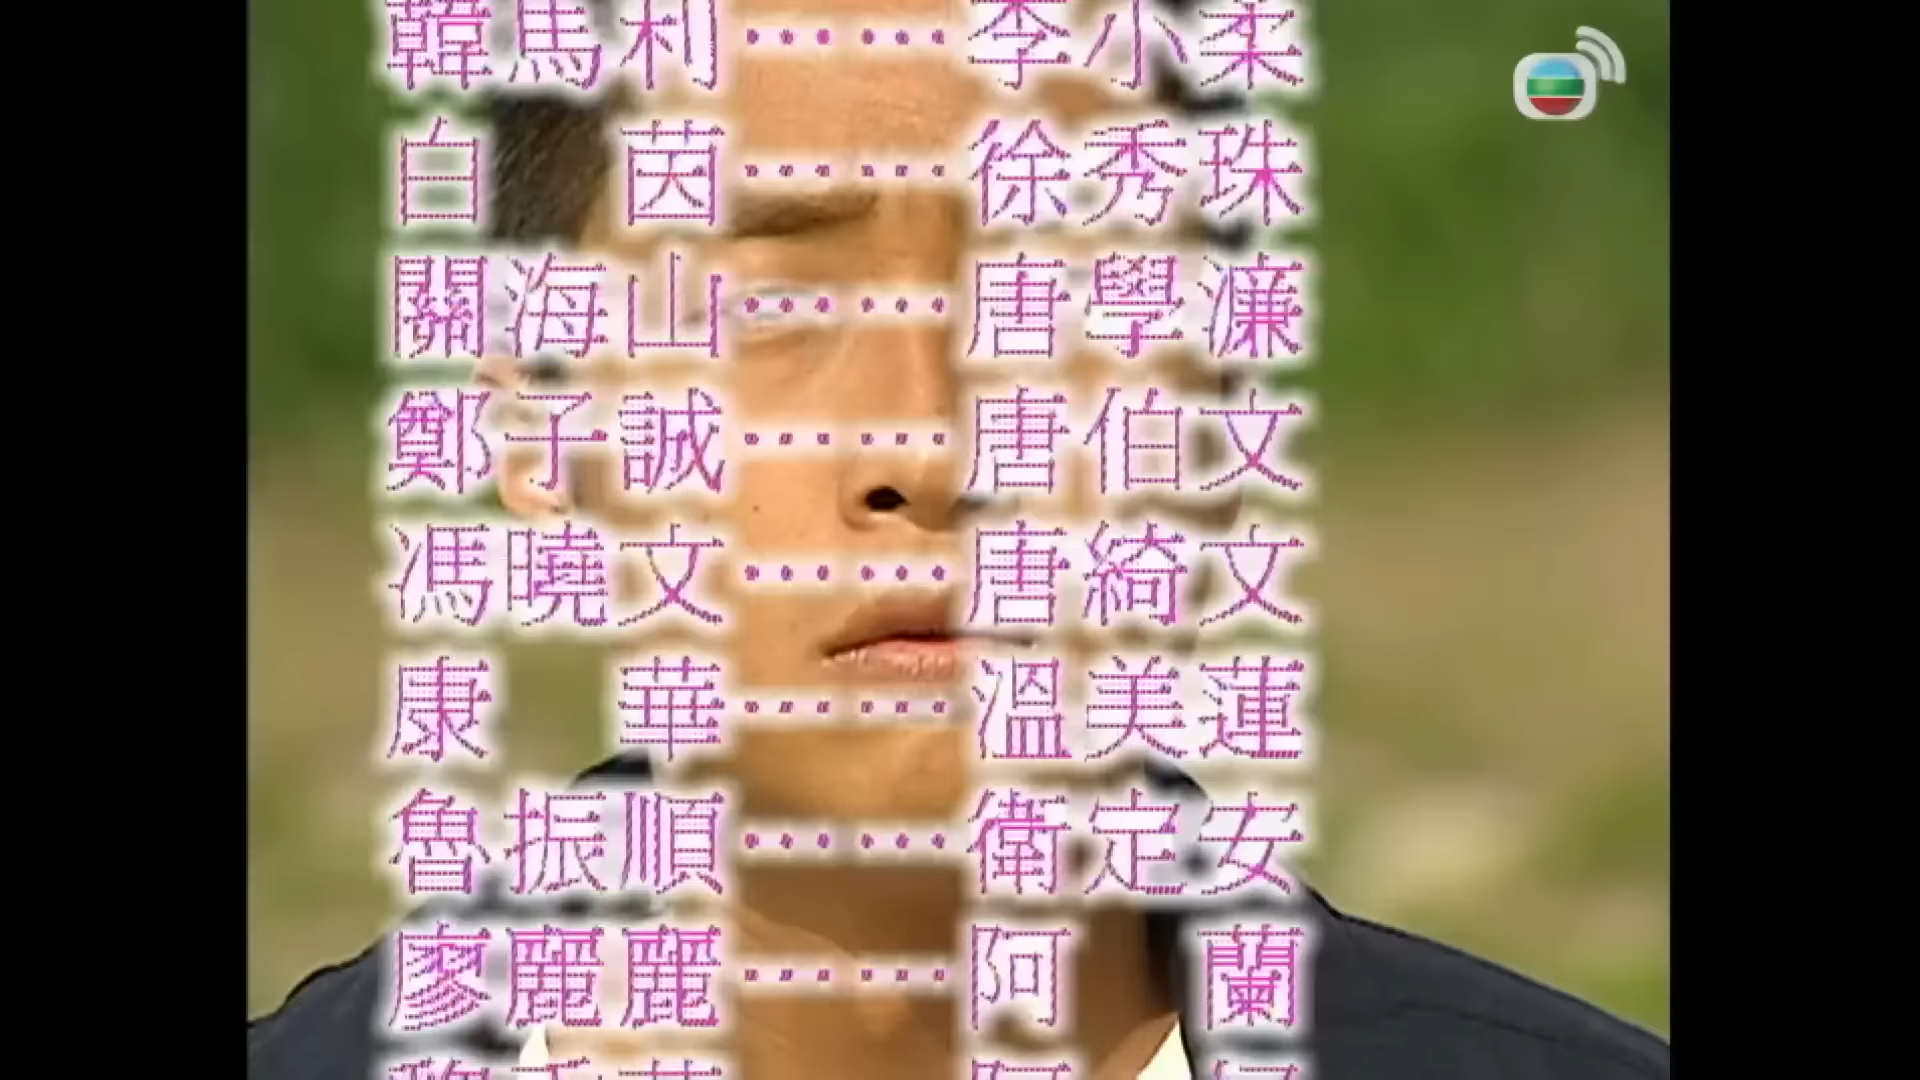 韓馬利……李小柔
白　茵……徐秀珠
關海山……唐學濂
鄭子誠……唐伯文
馮曉文……唐綺文
康　華……溫美蓮
魯振順……衛定安
廖麗麗……阿　蘭